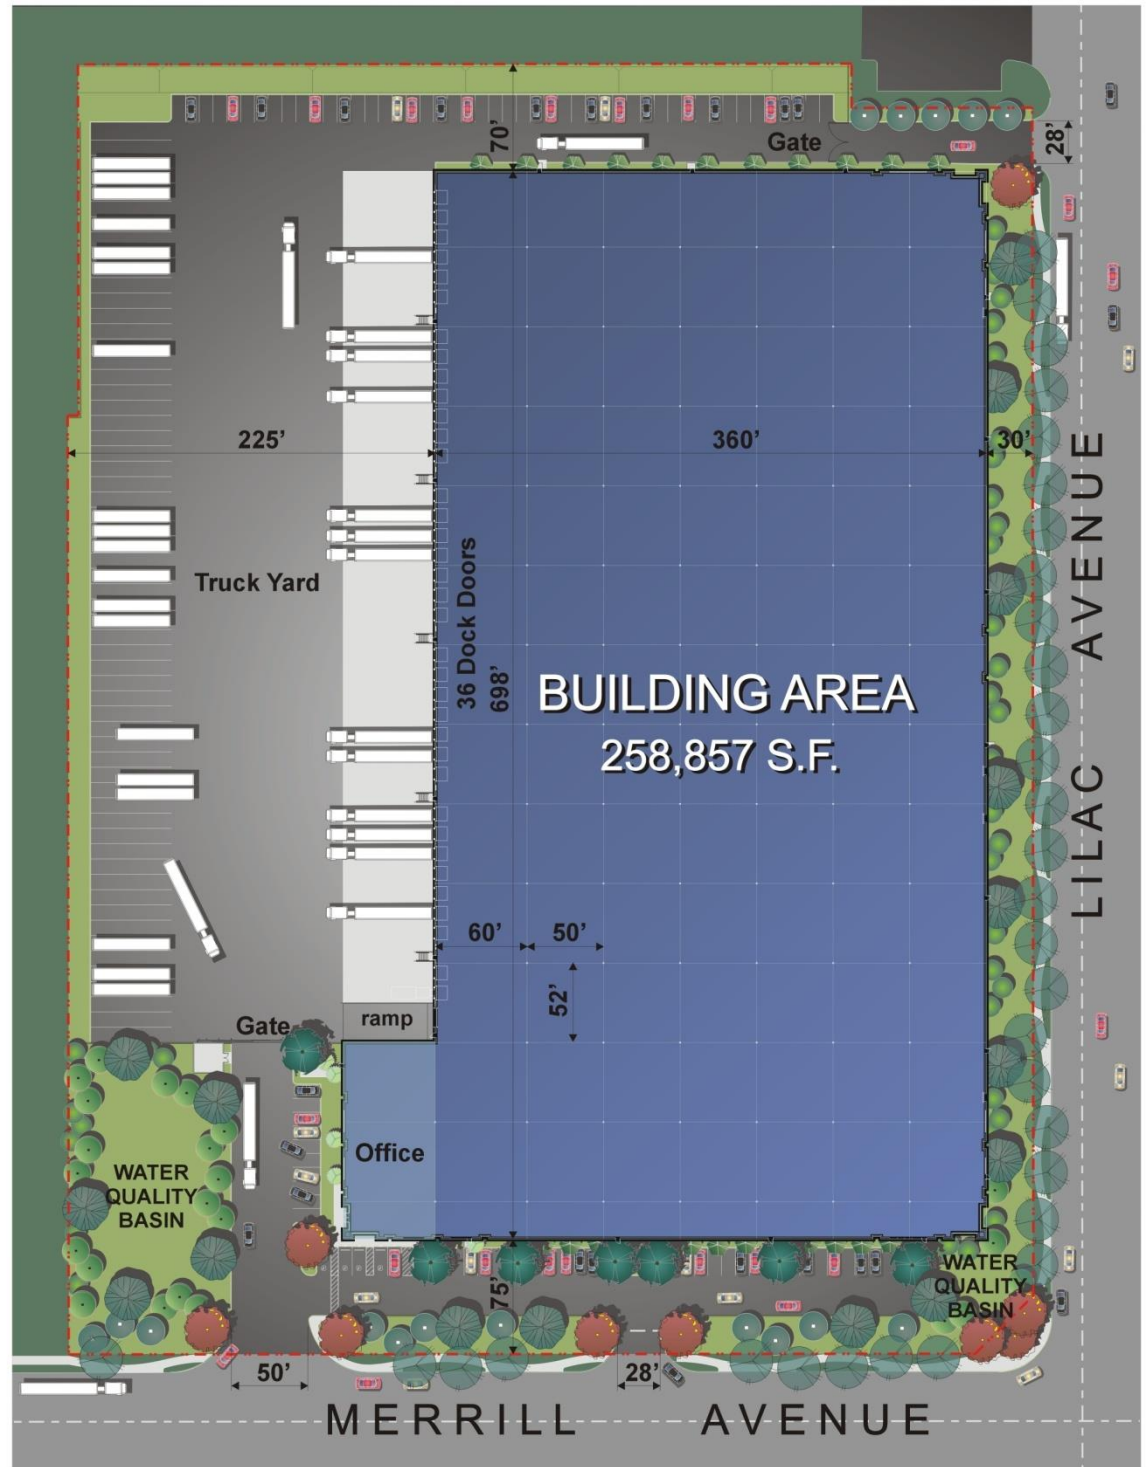 70'
Gate
28'
225'
360'
30'
Truck Yard
36 Dock Doors
698'
BUILDING AREA
258,857 S.F.
LILAC AVENUE
60'
50'
52'
Gate
ramp
Office
WATER
QUALITY
BASIN
WATER
QUALITY
BASIN
75'
50'
28'
MERRILL AVENUE